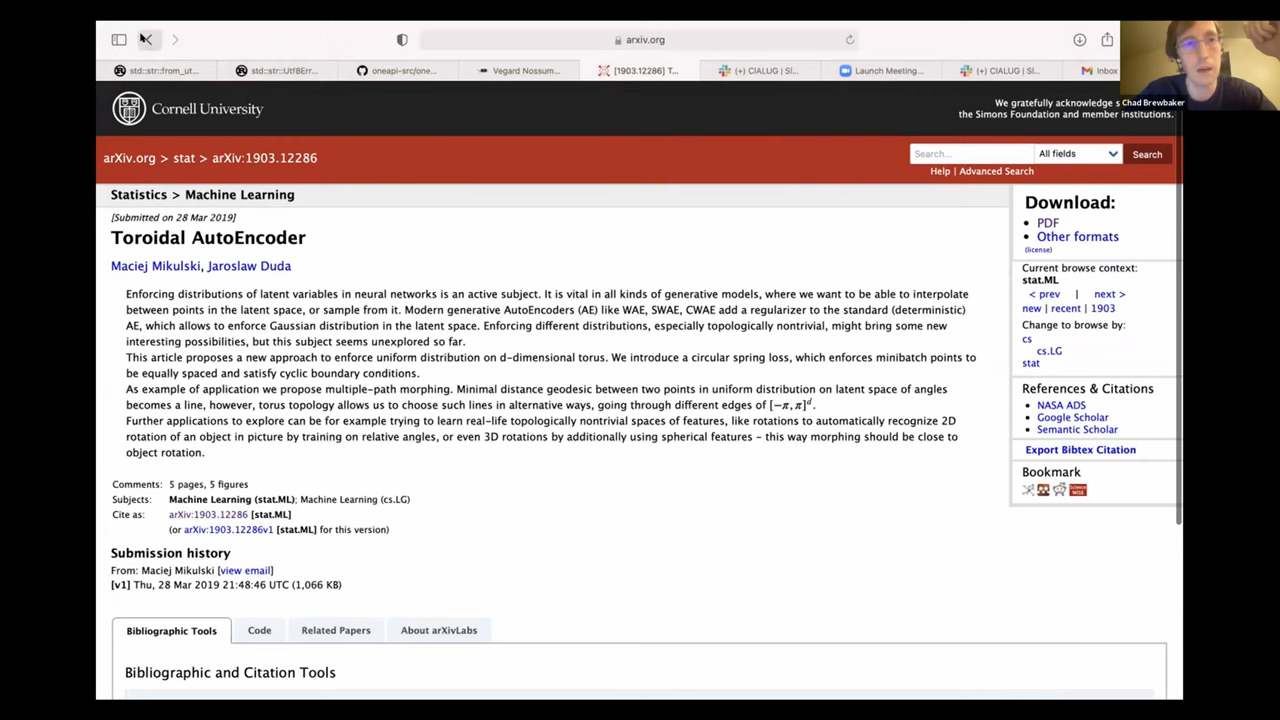 arxiv.org
std::str::from_ut...
std::str::Utf8Err...
oneapi-src/one...
Vegard Nossum...
[1903.12286] T...
(+) CIALUG | Sl...
Launch Meeting...
(+) CIALUG | Sl...
Inbox
Chad Brewbaker
Cornell University
We gratefully acknowledge s
the Simons Foundation and member institutions.
arXiv.org > stat > arXiv:1903.12286
Search...
All fields
Search
Help | Advanced Search
Statistics > Machine Learning
[Submitted on 28 Mar 2019]
Toroidal AutoEncoder
Maciej Mikulski, Jaroslaw Duda
Enforcing distributions of latent variables in neural networks is an active subject. It is vital in all kinds of generative models, where we want to be able to interpolate
between points in the latent space, or sample from it. Modern generative AutoEncoders (AE) like WAE, SWAE, CWAE add a regularizer to the standard (deterministic)
AE, which allows to enforce Gaussian distribution in the latent space. Enforcing different distributions, especially topologically nontrivial, might bring some new
interesting possibilities, but this subject seems unexplored so far.
This article proposes a new approach to enforce uniform distribution on d-dimensional torus. We introduce a circular spring loss, which enforces minibatch points to
be equally spaced and satisfy cyclic boundary conditions.
As example of application we propose multiple-path morphing. Minimal distance geodesic between two points in uniform distribution on latent space of angles
becomes a line, however, torus topology allows us to choose such lines in alternative ways, going through different edges of [−π, π]ᵈ.
Further applications to explore can be for example trying to learn real-life topologically nontrivial spaces of features, like rotations to automatically recognize 2D
rotation of an object in picture by training on relative angles, or even 3D rotations by additionally using spherical features – this way morphing should be close to
object rotation.
Comments: 5 pages, 5 figures
Subjects: Machine Learning (stat.ML); Machine Learning (cs.LG)
Cite as: arXiv:1903.12286 [stat.ML]
(or arXiv:1903.12286v1 [stat.ML] for this version)
Submission history
From: Maciej Mikulski [view email]
[v1] Thu, 28 Mar 2019 21:48:46 UTC (1,066 KB)
Bibliographic Tools
Code
Related Papers
About arXivLabs
Bibliographic and Citation Tools
Download:
PDF
Other formats
(license)
Current browse context:
stat.ML
< prev | next >
new | recent | 1903
Change to browse by:
cs
cs.LG
stat
References & Citations
NASA ADS
Google Scholar
Semantic Scholar
Export Bibtex Citation
Bookmark